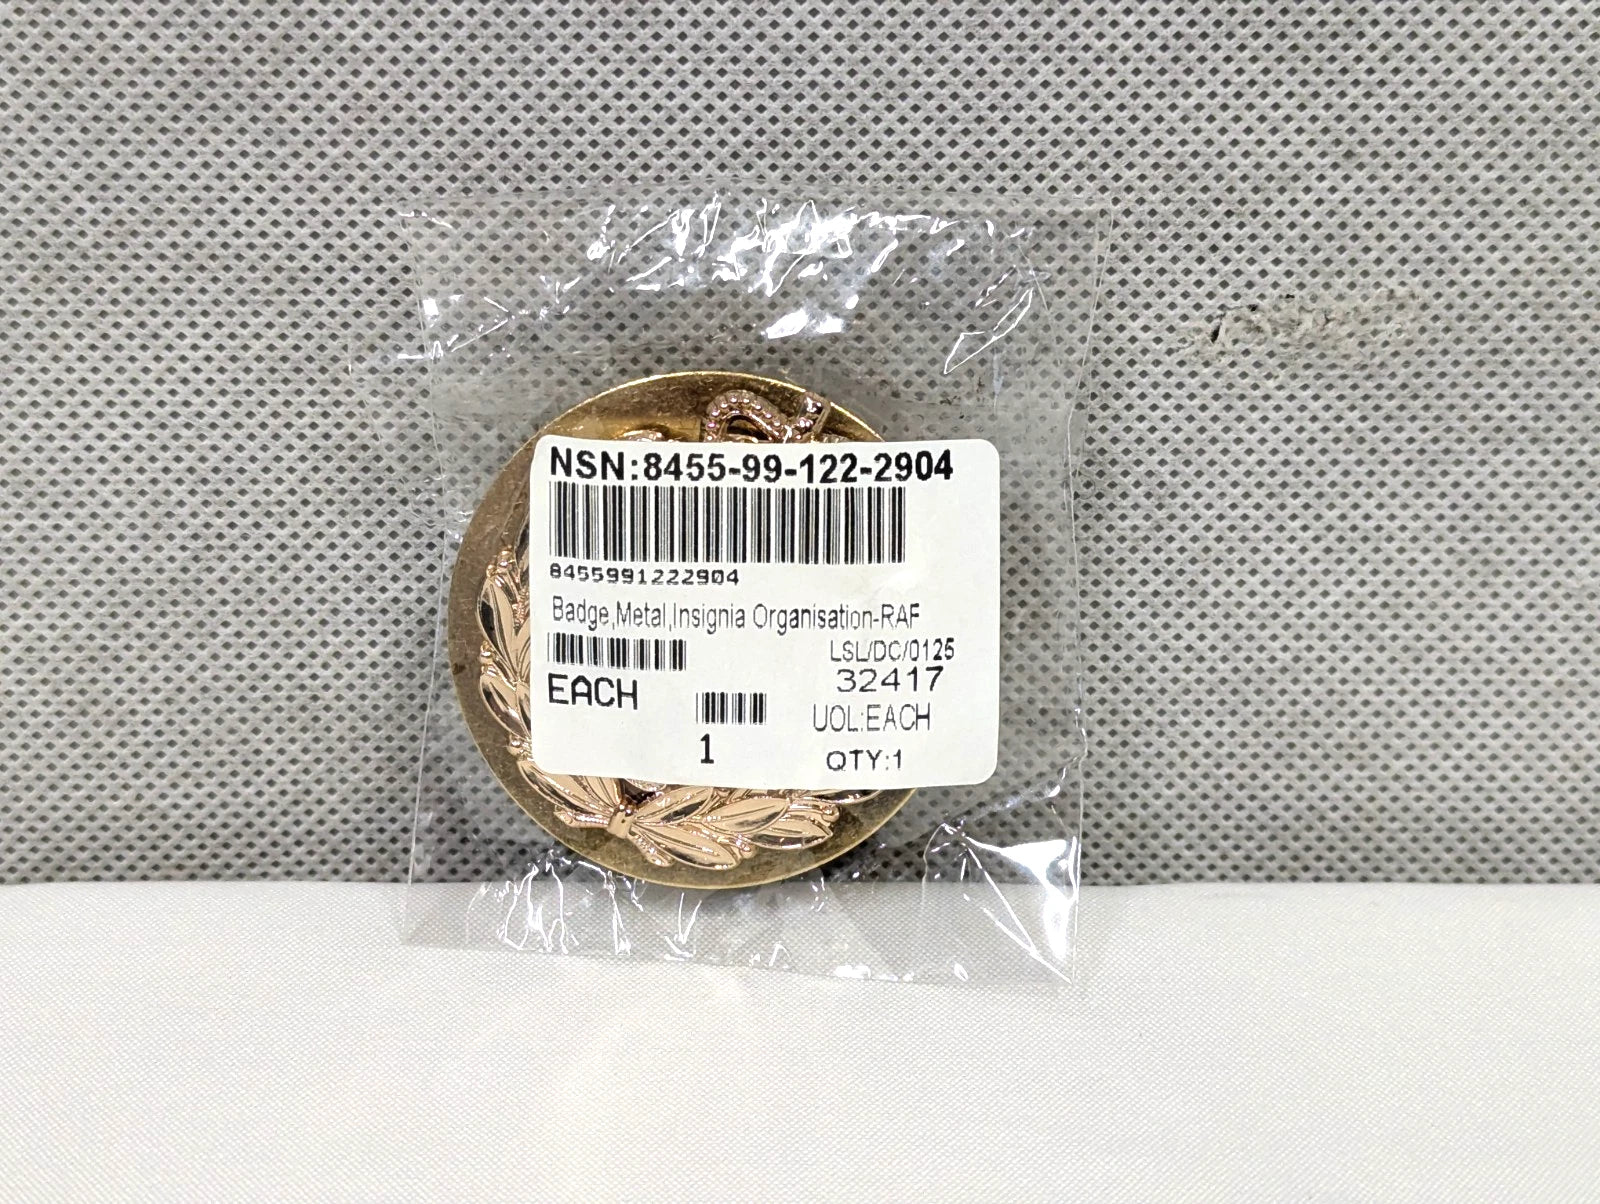 NSN:8455-99-122-2904
8455991222904
Badge,Metal,Insignia Organisation-RAF
LSL/DC/0125
32417
EACH
UOL:EACH
1
QTY:1